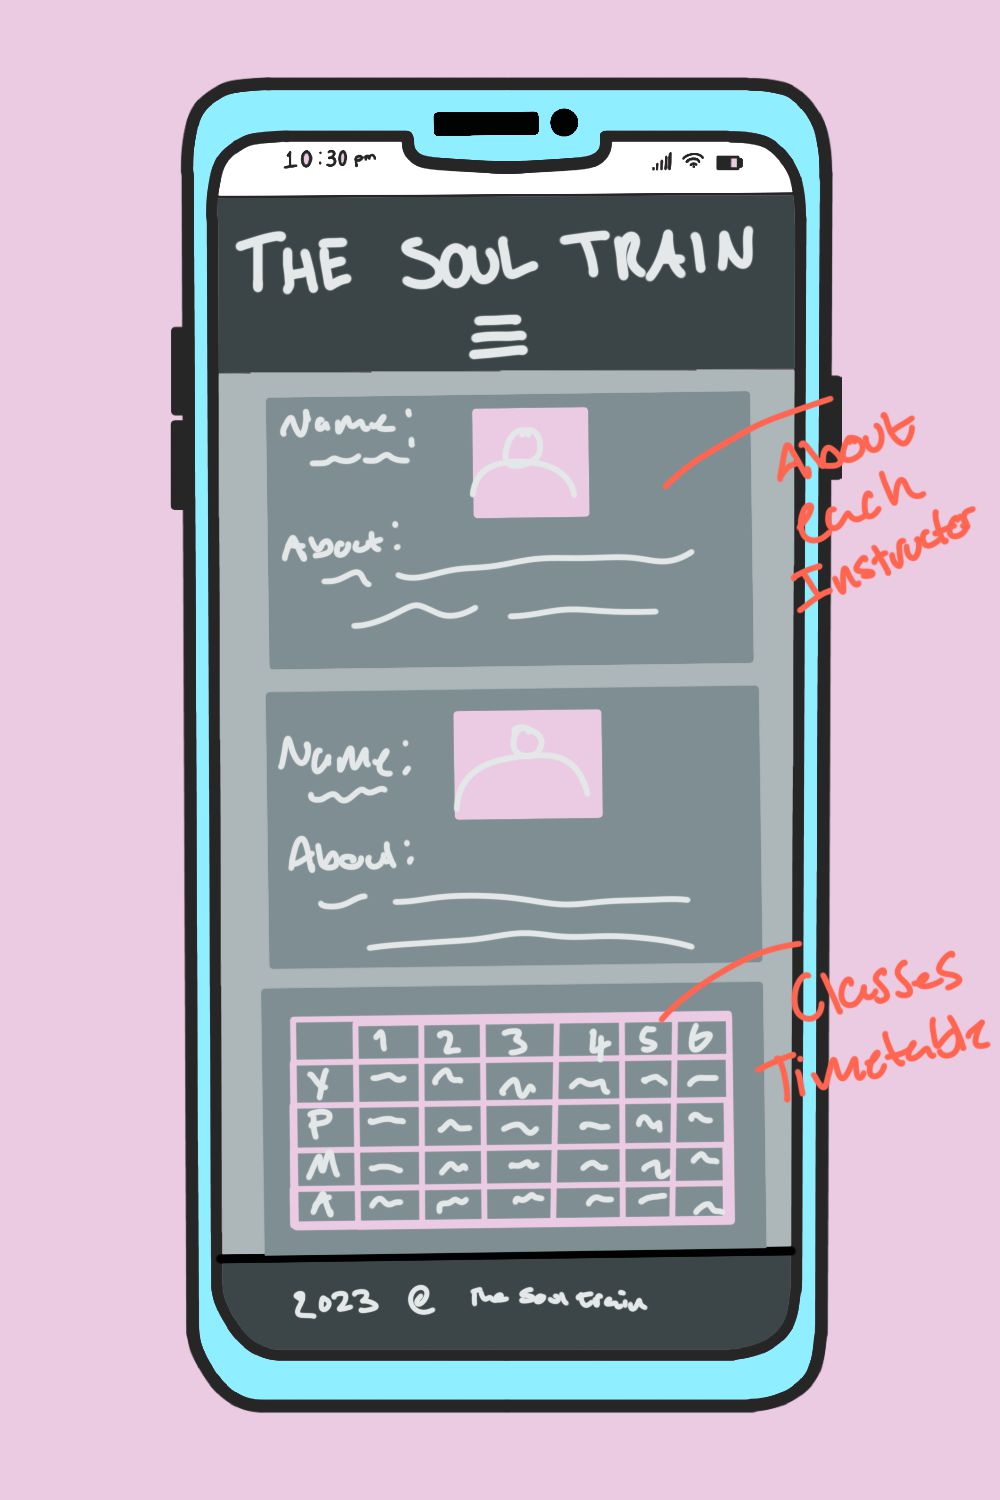 10:30 pm
THE SOUL TRAIN
Name:
About:
About
each
Instructor
Name:
About:
Classes
Timetable
1 2 3 4 5 6
Y
P
M
A
2023 @ The Soul train